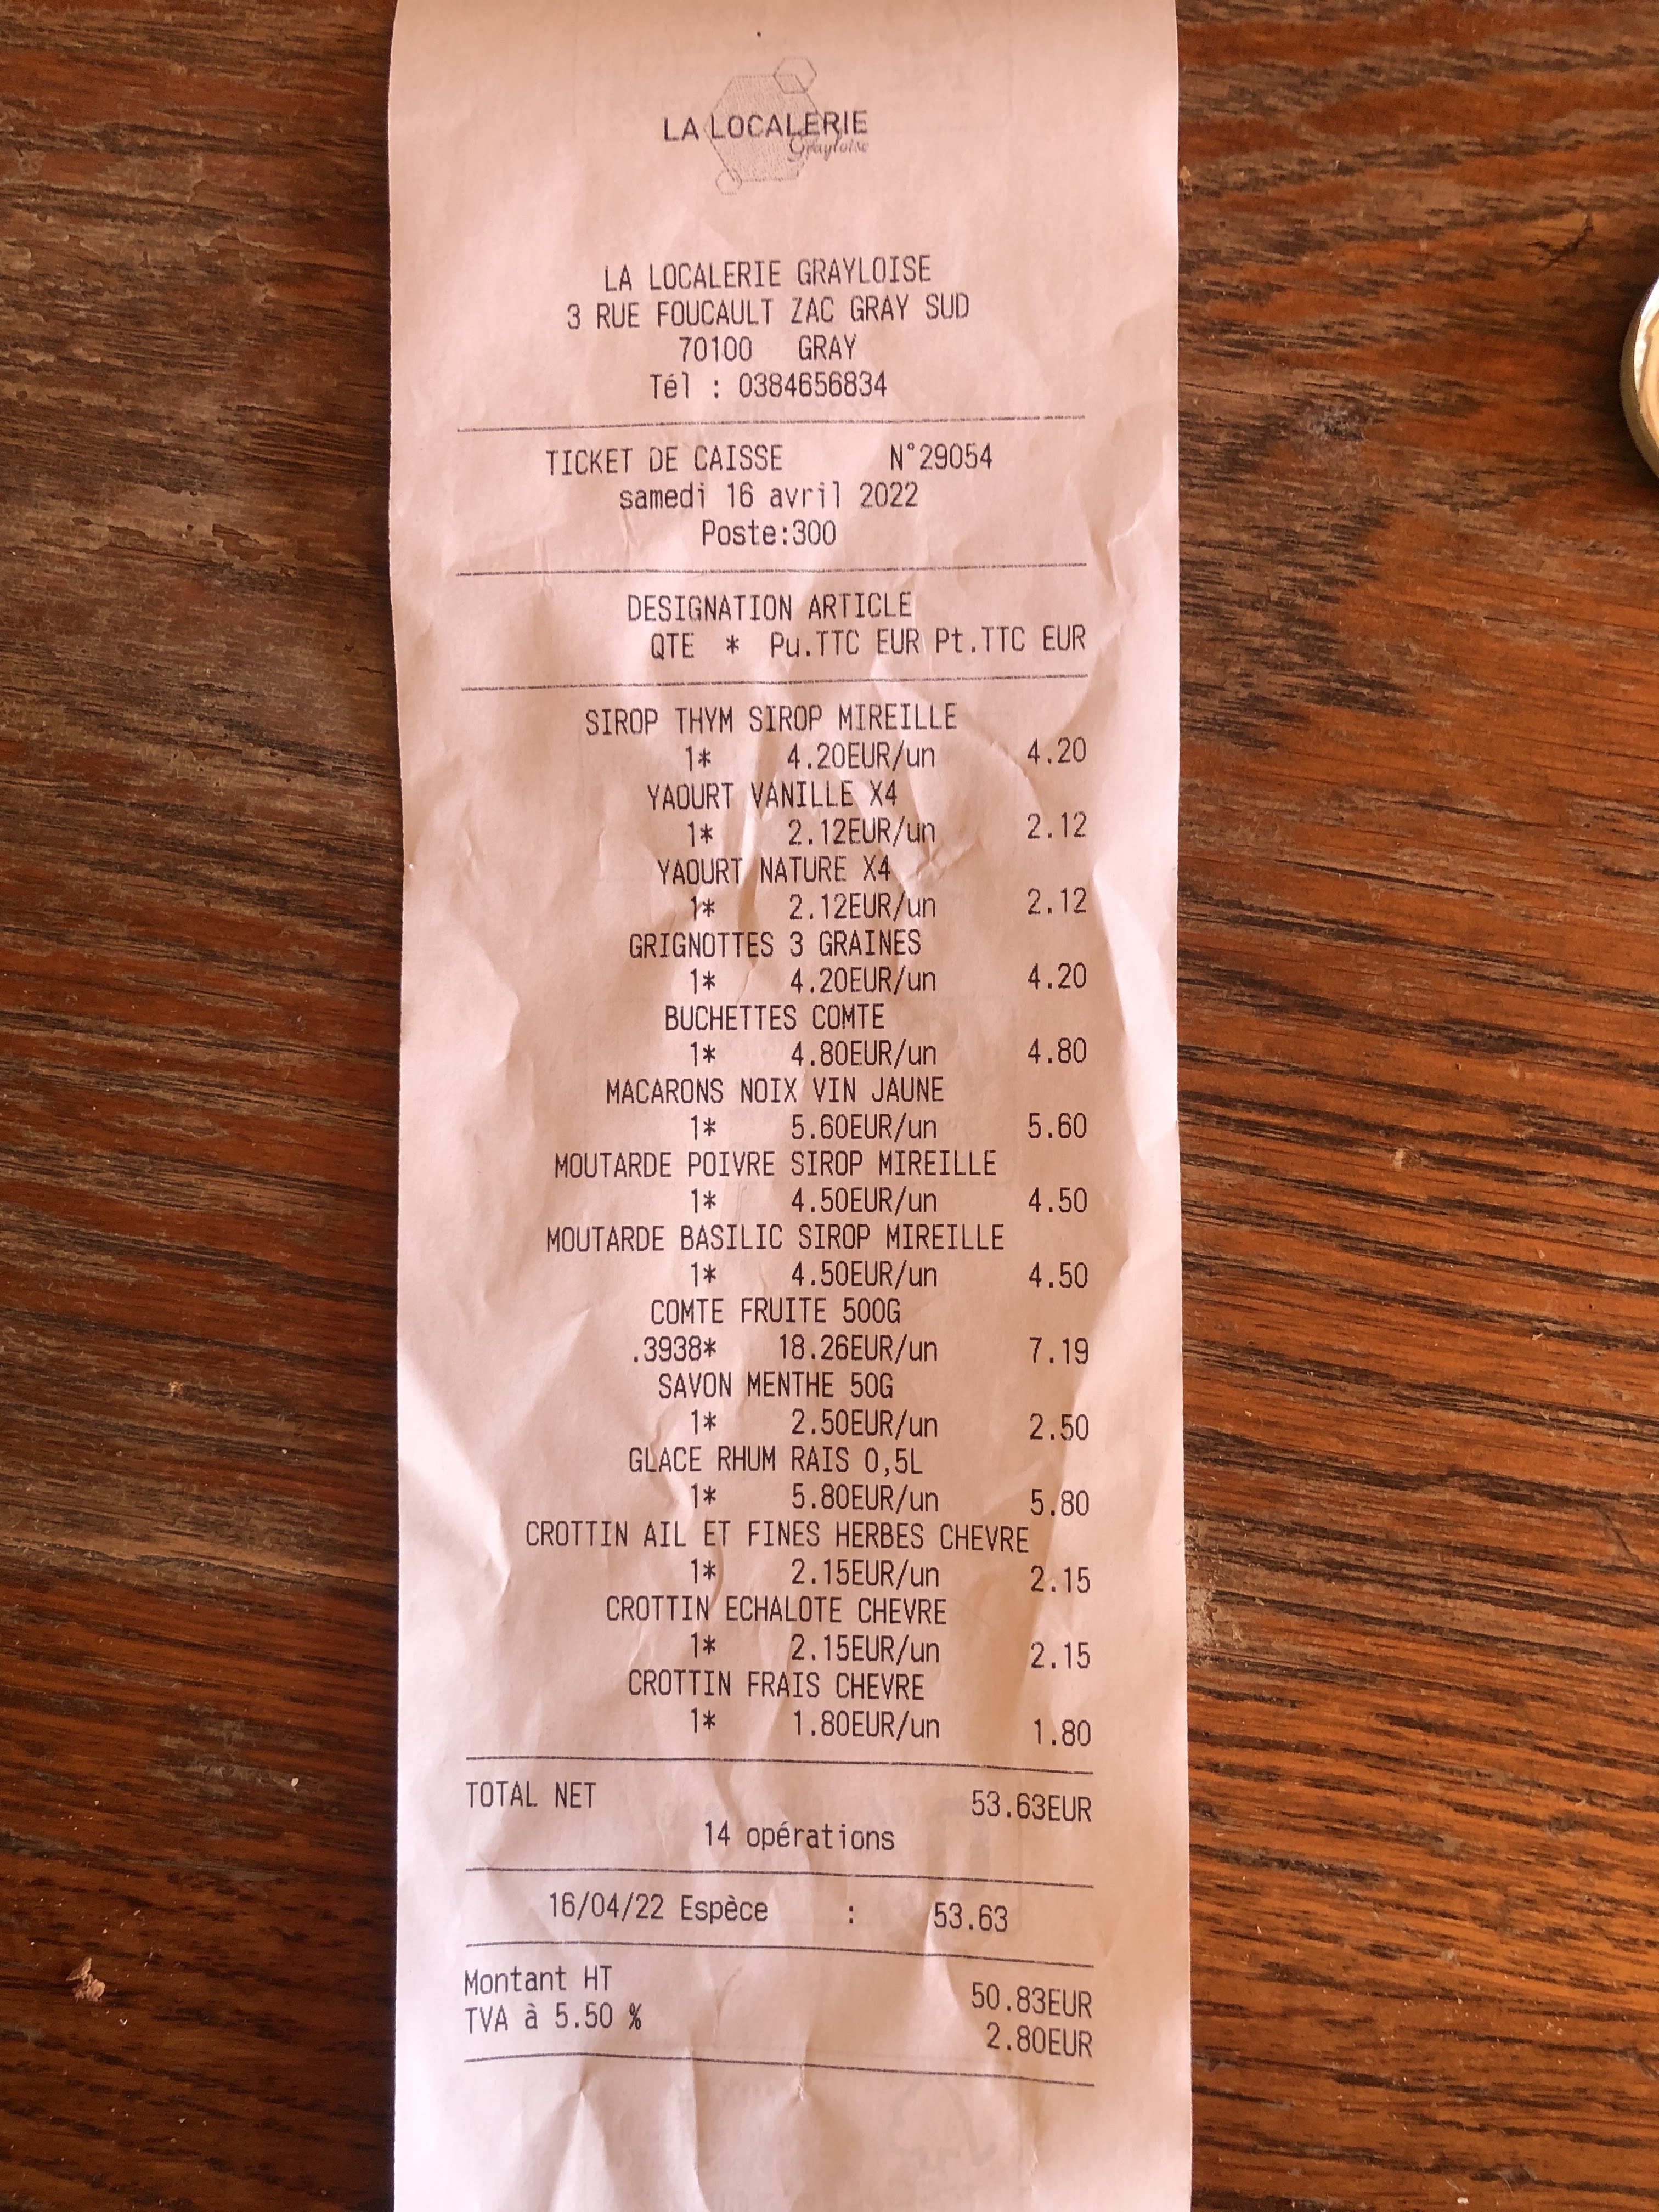 LA LOCALERIE
Grayloise
LA LOCALERIE GRAYLOISE
3 RUE FOUCAULT ZAC GRAY SUD
70100 GRAY
Tél : 0384656834
TICKET DE CAISSE N°29054
samedi 16 avril 2022
Poste:300
DESIGNATION ARTICLE
QTE * Pu.TTC EUR Pt.TTC EUR
SIROP THYM SIROP MIREILLE
1* 4.20EUR/un 4.20
YAOURT VANILLE X4
1* 2.12EUR/un 2.12
YAOURT NATURE X4
1* 2.12EUR/un 2.12
GRIGNOTTES 3 GRAINES
1* 4.20EUR/un 4.20
BUCHETTES COMTE
1* 4.80EUR/un 4.80
MACARONS NOIX VIN JAUNE
1* 5.60EUR/un 5.60
MOUTARDE POIVRE SIROP MIREILLE
1* 4.50EUR/un 4.50
MOUTARDE BASILIC SIROP MIREILLE
1* 4.50EUR/un 4.50
COMTE FRUITE 500G
.3938* 18.26EUR/un 7.19
SAVON MENTHE 50G
1* 2.50EUR/un 2.50
GLACE RHUM RAIS 0,5L
1* 5.80EUR/un 5.80
CROTTIN AIL ET FINES HERBES CHEVRE
1* 2.15EUR/un 2.15
CROTTIN ECHALOTE CHEVRE
1* 2.15EUR/un 2.15
CROTTIN FRAIS CHEVRE
1* 1.80EUR/un 1.80
TOTAL NET 53.63EUR
14 opérations
16/04/22 Espèce : 53.63
Montant HT 50.83EUR
TVA à 5.50 % 2.80EUR